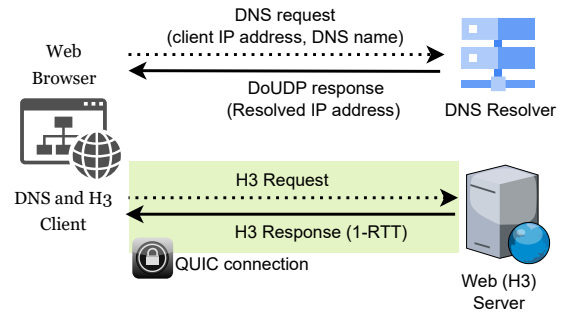 DNS request
(client IP address, DNS name)
Web
Browser
DoUDP response
(Resolved IP address)
DNS Resolver
DNS and H3
Client
H3 Request
H3 Response (1-RTT)
QUIC connection
Web (H3)
Server